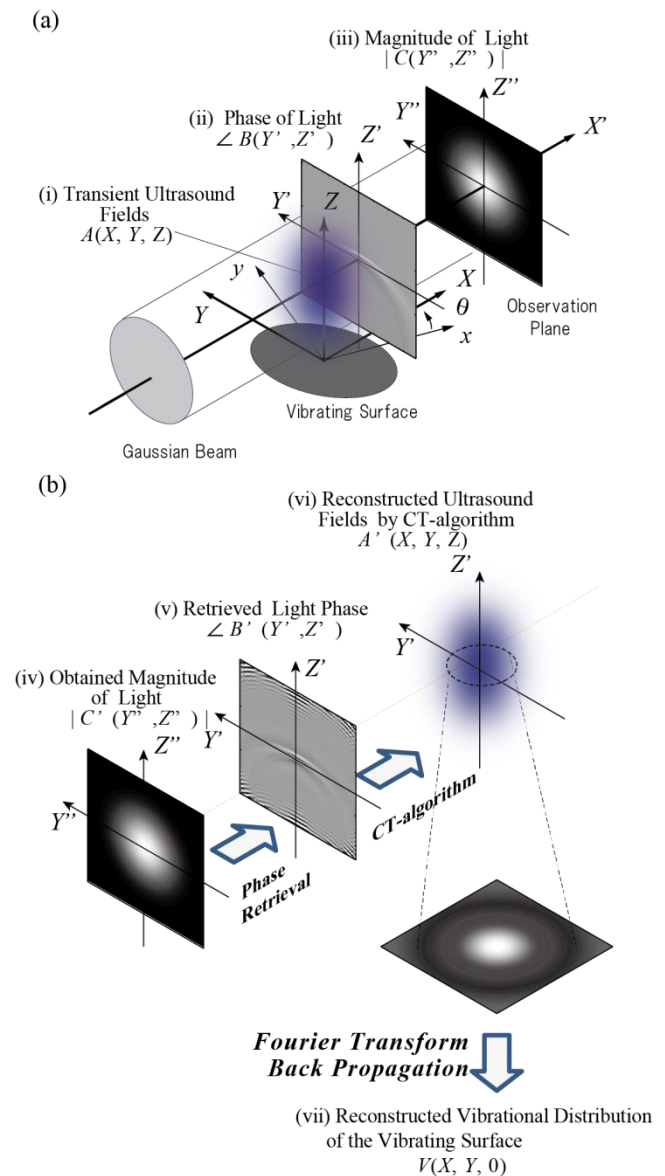 (a)
(iii) Magnitude of Light
| C(Y” ,Z” ) |
Z’’
Y’’
X’
(ii) Phase of Light
∠ B(Y’ ,Z’ )
Z’
Y’
(i) Transient Ultrasound
Fields
A(X, Y, Z)
Z
y
Y
X
θ
x
Observation
Plane
Vibrating Surface
Gaussian Beam
(b)
(vi) Reconstructed Ultrasound
Fields by CT-algorithm
A’ (X, Y, Z)
Z’
Y’
(v) Retrieved Light Phase
∠ B’ (Y’ ,Z’ )
Z’
Y’
(iv) Obtained Magnitude
of Light
| C’ (Y” ,Z” ) |
Z’’
Y’’
CT-algorithm
Phase
Retrieval
Fourier Transform
Back Propagation
(vii) Reconstructed Vibrational Distribution
of the Vibrating Surface
V(X, Y, 0)